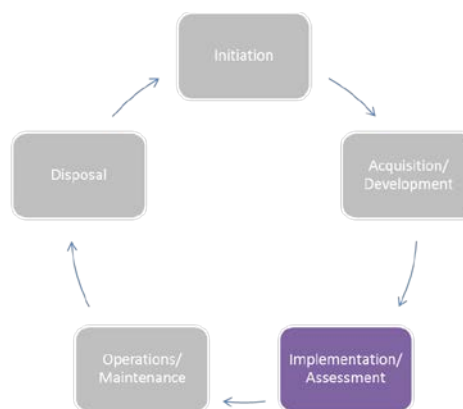 Initiation
Acquisition/
Development
Implementation/
Assessment
Operations/
Maintenance
Disposal